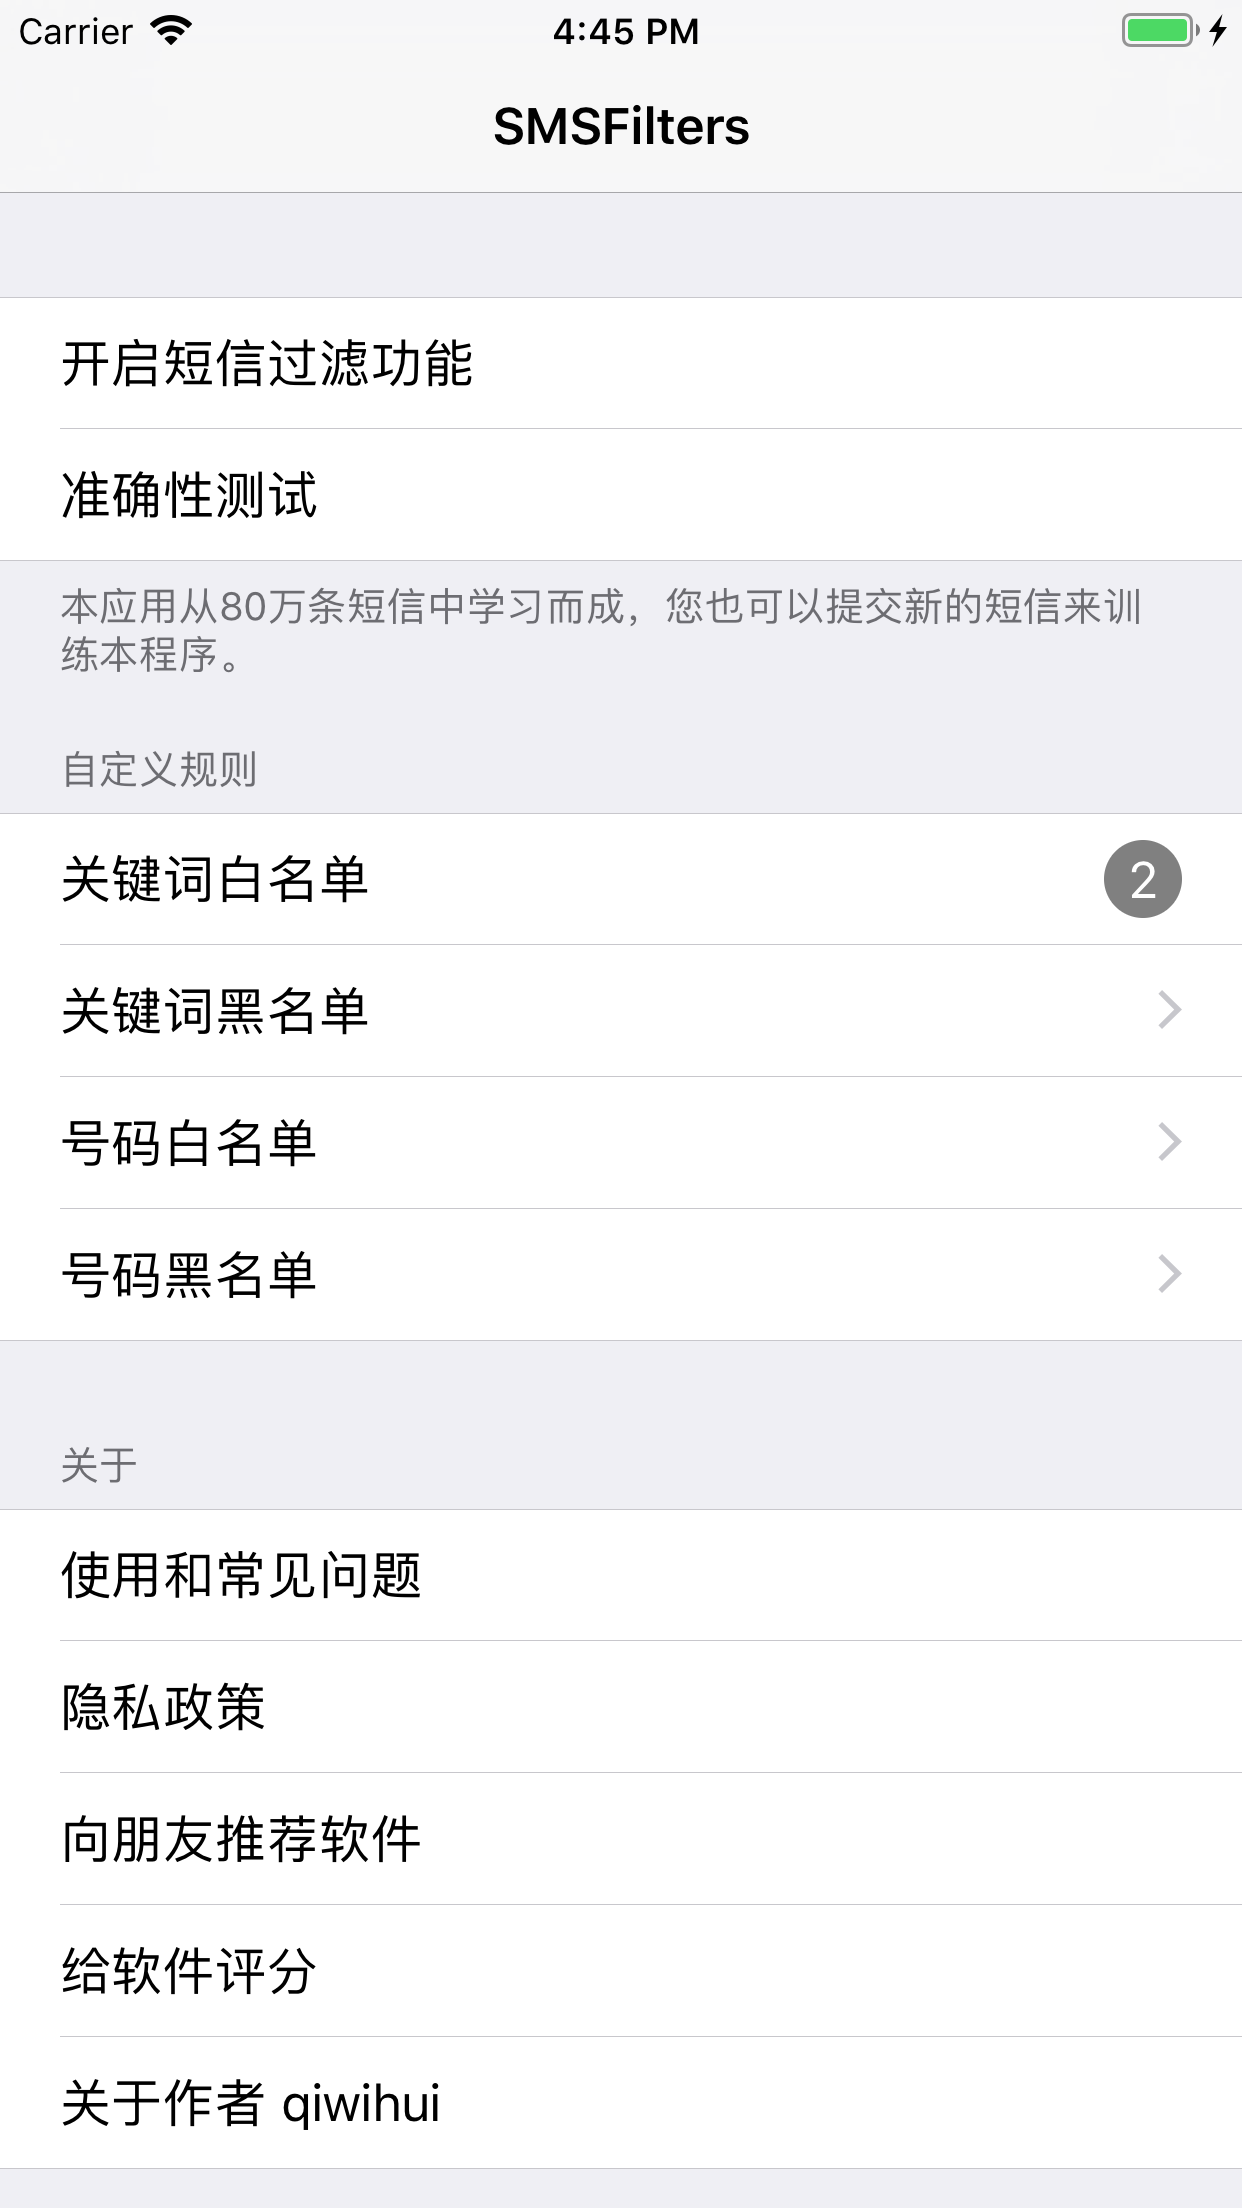 Carrier
4:45 PM
SMSFilters
开启短信过滤功能
准确性测试
本应用从80万条短信中学习而成，您也可以提交新的短信来训
练本程序。
自定义规则
关键词白名单
2
关键词黑名单
号码白名单
号码黑名单
关于
使用和常见问题
隐私政策
向朋友推荐软件
给软件评分
关于作者 qiwihui